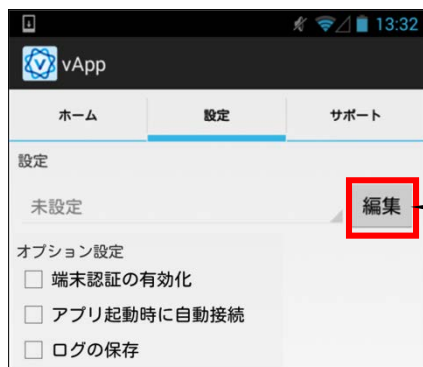 13:32
vApp
ホーム 設定 サポート
設定
未設定 編集
オプション設定
端末認証の有効化
アプリ起動時に自動接続
ログの保存